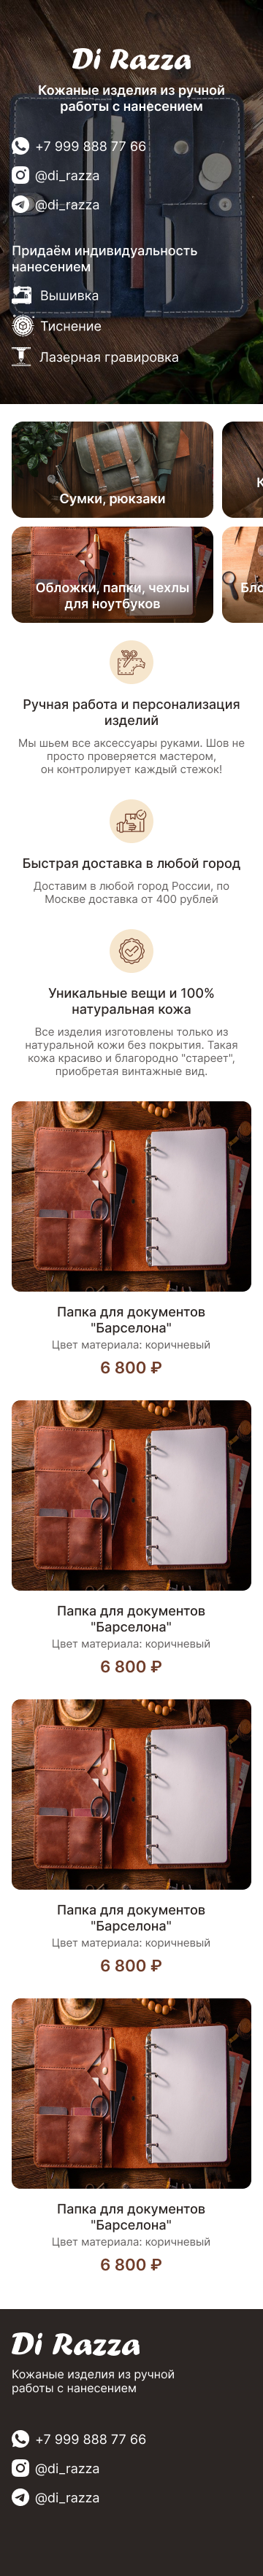 Di Razza
Кожаные изделия из ручной
работы с нанесением
+7 999 888 77 66
@di_razza
@di_razza
Придаём индивидуальность
нанесением
Вышивка
Тиснение
Лазерная гравировка
Сумки, рюкзаки
К
Обложки, папки, чехлы
для ноутбуков
Бло
Ручная работа и персонализация
изделий
Мы шьем все аксессуары руками. Шов не
просто проверяется мастером,
он контролирует каждый стежок!
Быстрая доставка в любой город
Доставим в любой город России, по
Москве доставка от 400 рублей
Уникальные вещи и 100%
натуральная кожа
Все изделия изготовлены только из
натуральной кожи без покрытия. Такая
кожа красиво и благородно "стареет",
приобретая винтажные вид.
Папка для документов
"Барселона"
Цвет материала: коричневый
6 800 ₽
Папка для документов
"Барселона"
Цвет материала: коричневый
6 800 ₽
Папка для документов
"Барселона"
Цвет материала: коричневый
6 800 ₽
Папка для документов
"Барселона"
Цвет материала: коричневый
6 800 ₽
Di Razza
Кожаные изделия из ручной
работы с нанесением
+7 999 888 77 66
@di_razza
@di_razza